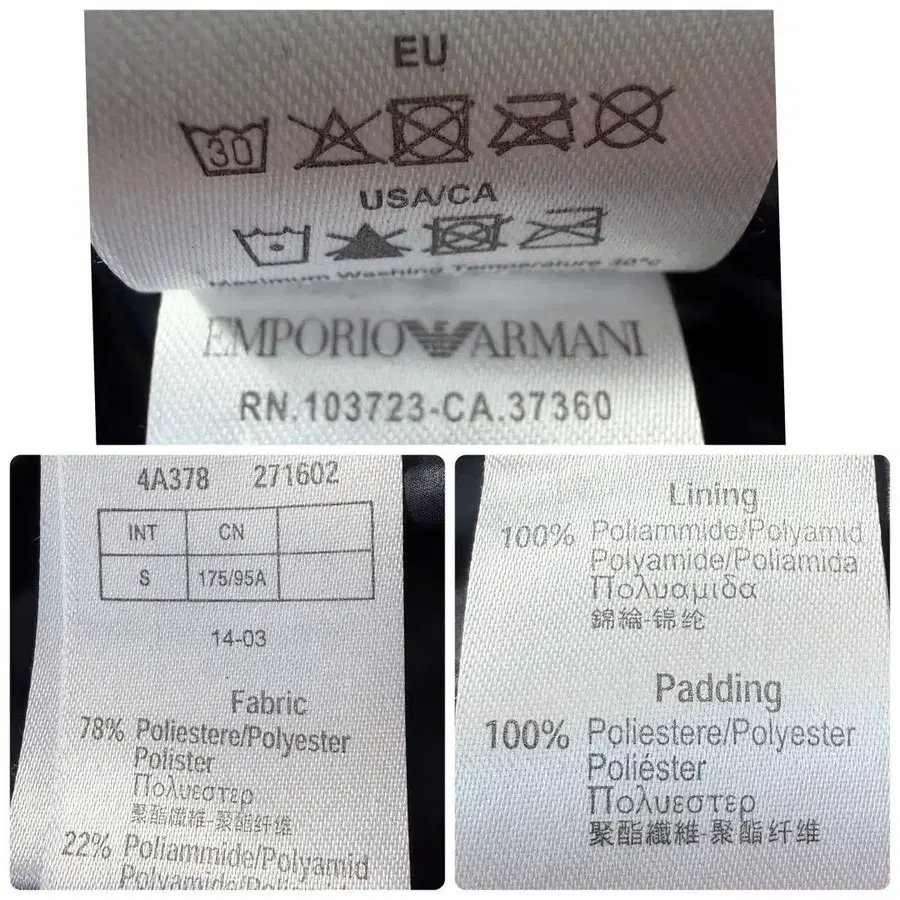 EU
30
USA/CA
Maximum Washing Temperature 30°c
EMPORIO ARMANI
RN.103723-CA.37360
4A378 271602
INT CN
S 175/95A
14-03
Fabric
78% Poliestere/Polyester
Polister
Πολυεστερ
聚酯纖維-聚酯纤维
22% Poliammide/Polyamid
Polyamide/Poliamida
Lining
100% Poliammide/Polyamid
Polyamide/Poliamida
Πολυαμιδα
錦綸-锦纶
Padding
100% Poliestere/Polyester
Poliéster
Πολυεστερ
聚酯纖維-聚酯纤维